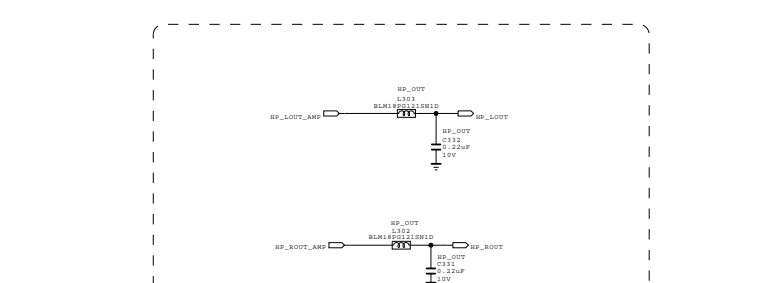 HP_OUT
L303
BLM18PG121SN1D
HP_LOUT_AMP
HP_LOUT
HP_OUT
C332
0.22uF
10V
HP_OUT
L302
BLM18PG121SN1D
HP_ROUT_AMP
HP_ROUT
HP_OUT
C331
0.22uF
10V